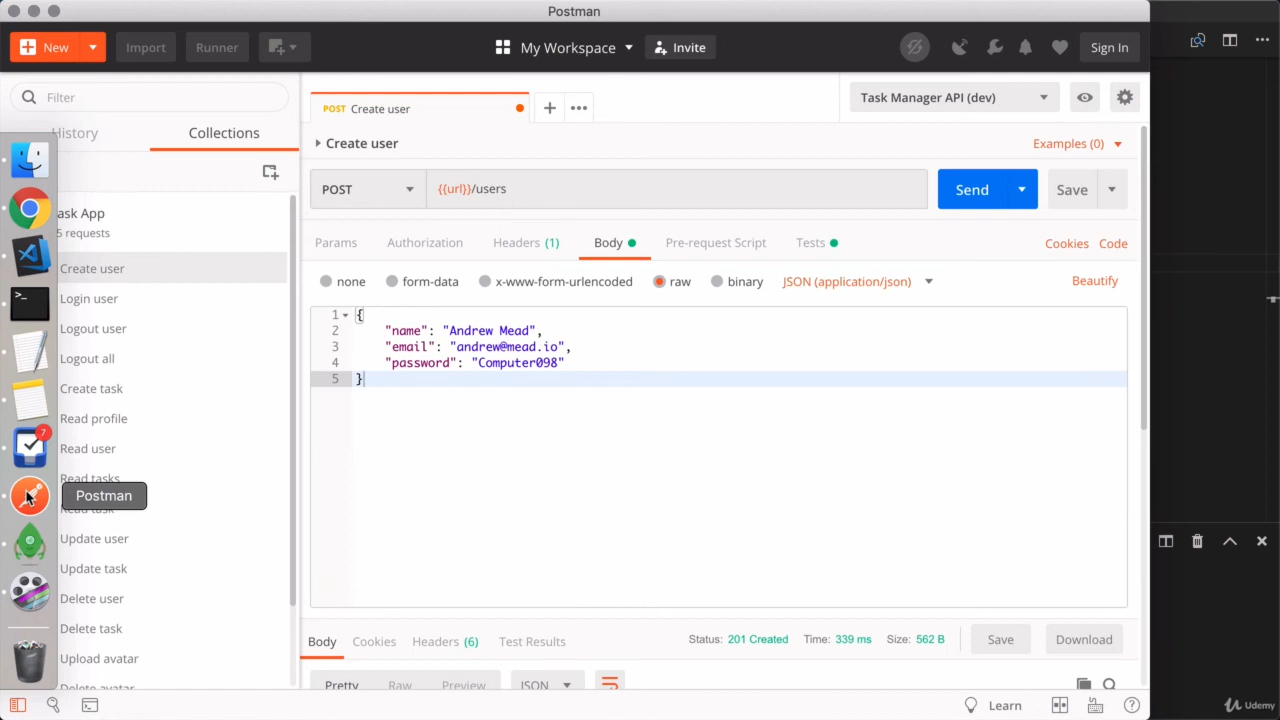 Postman
New
Import
Runner
My Workspace
Invite
Sign In
Filter
History
Collections
ask App
5 requests
Create user
Login user
Logout user
Logout all
Create task
Read profile
Read user
Read tasks
Read task
Update user
Update task
Delete user
Delete task
Upload avatar
Delete avatar
7
Postman
POST Create user
Task Manager API (dev)
Create user
Examples (0)
POST
{{url}}/users
Send
Save
Params
Authorization
Headers (1)
Body
Pre-request Script
Tests
Cookies
Code
none
form-data
x-www-form-urlencoded
raw
binary
JSON (application/json)
Beautify
1 {
2 "name": "Andrew Mead",
3 "email": "andrew@mead.io",
4 "password": "Computer098"
5 }
Body
Cookies
Headers (6)
Test Results
Status: 201 Created
Time: 339 ms
Size: 562 B
Save
Download
Pretty
Raw
Preview
JSON
Learn
Udemy